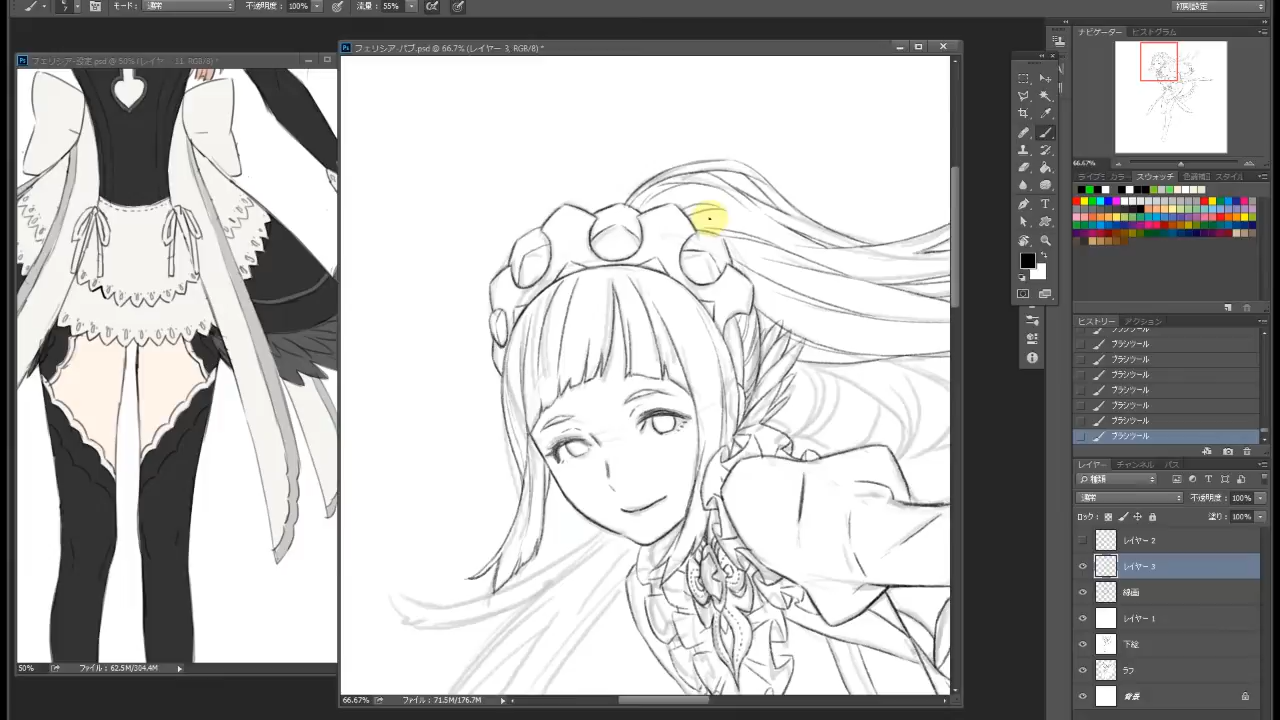 モード: 通常 不透明度: 100% 流量: 55% 初期設定
フェリシア-設定.psd @ 50% (レイヤー 11, RGB/8) *
フェリシア-パブ.psd @ 66.7% (レイヤー 3, RGB/8) *
ナビゲーター ヒストグラム
66.67%
カラー スウォッチ 色調補正 スタイル
ヒストリー アクション
ブラシツール
ブラシツール
ブラシツール
ブラシツール
ブラシツール
ブラシツール
ブラシツール
レイヤー チャンネル パス
種類
通常 不透明度: 100%
ロック: 塗り: 100%
レイヤー 2
レイヤー 3
線画
レイヤー 1
下絵
ラフ
背景
50% ファイル : 62.5M/304.4M
66.67% ファイル : 71.5M/176.7M